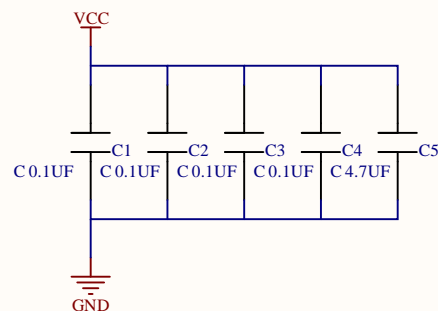 VCC
C1 C2 C3 C4 C5
C 0.1UF C 0.1UF C 0.1UF C 0.1UF C 4.7UF
GND